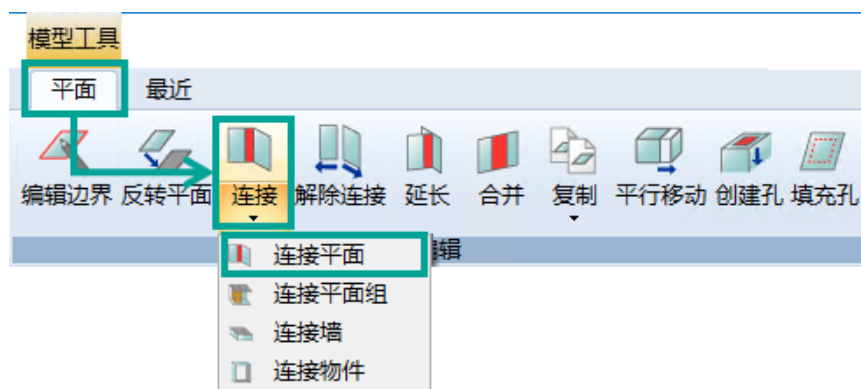 模型工具
平面 最近
编辑边界 反转平面 连接 解除连接 延长 合并 复制 平行移动 创建孔 填充孔
辑
连接平面
连接平面组
连接墙
连接物件